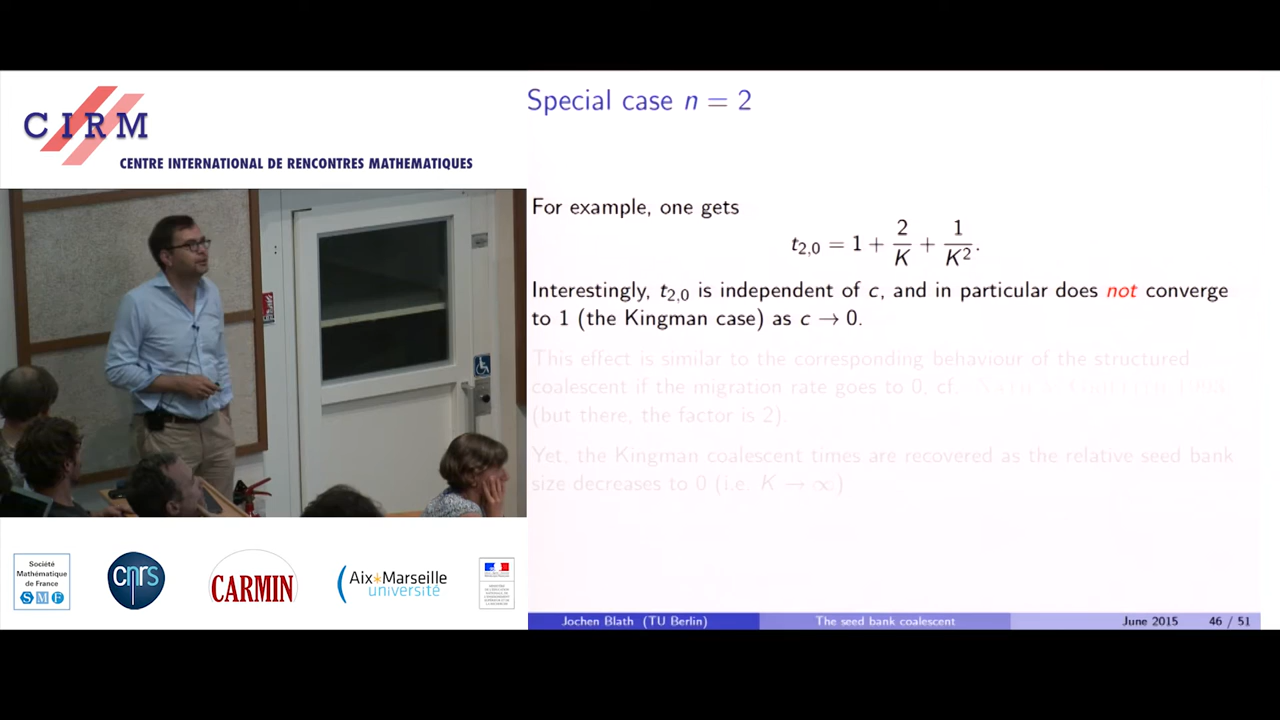 CIRM
CENTRE INTERNATIONAL DE RENCONTRES MATHEMATIQUES
Special case n = 2
For example, one gets
t_{2,0} = 1 + 2/K + 1/K².
Interestingly, t_{2,0} is independent of c, and in particular does not converge
to 1 (the Kingman case) as c → 0.
This effect is similar to the corresponding behaviour of the structured
coalescent if the migration rate goes to 0, cf.
(but there, the factor is 2).
Yet, the Kingman coalescent times are recovered as the relative seed bank
size decreases to 0 (i.e. K → ∞)
Société
Mathématique
de France
S M F
cnrs
CARMIN
Aix*Marseille
université
Jochen Blath (TU Berlin)
The seed bank coalescent
June 2015
46 / 51